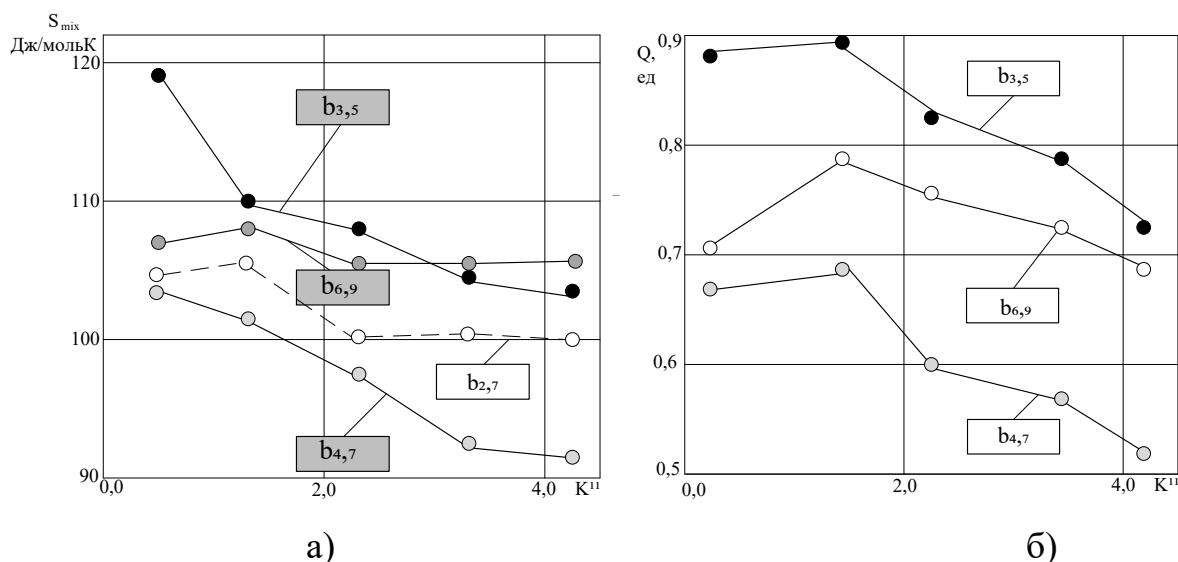 S mix
Дж/мольК
120
110
100
90
0,0
2,0
4,0
K¹¹
b₃,₅
b₆,₉
b₂,₇
b₄,₇
а)
Q,
ед
0,9
0,8
0,7
0,6
0,5
0,0
2,0
4,0
K¹¹
b₃,₅
b₆,₉
b₄,₇
б)